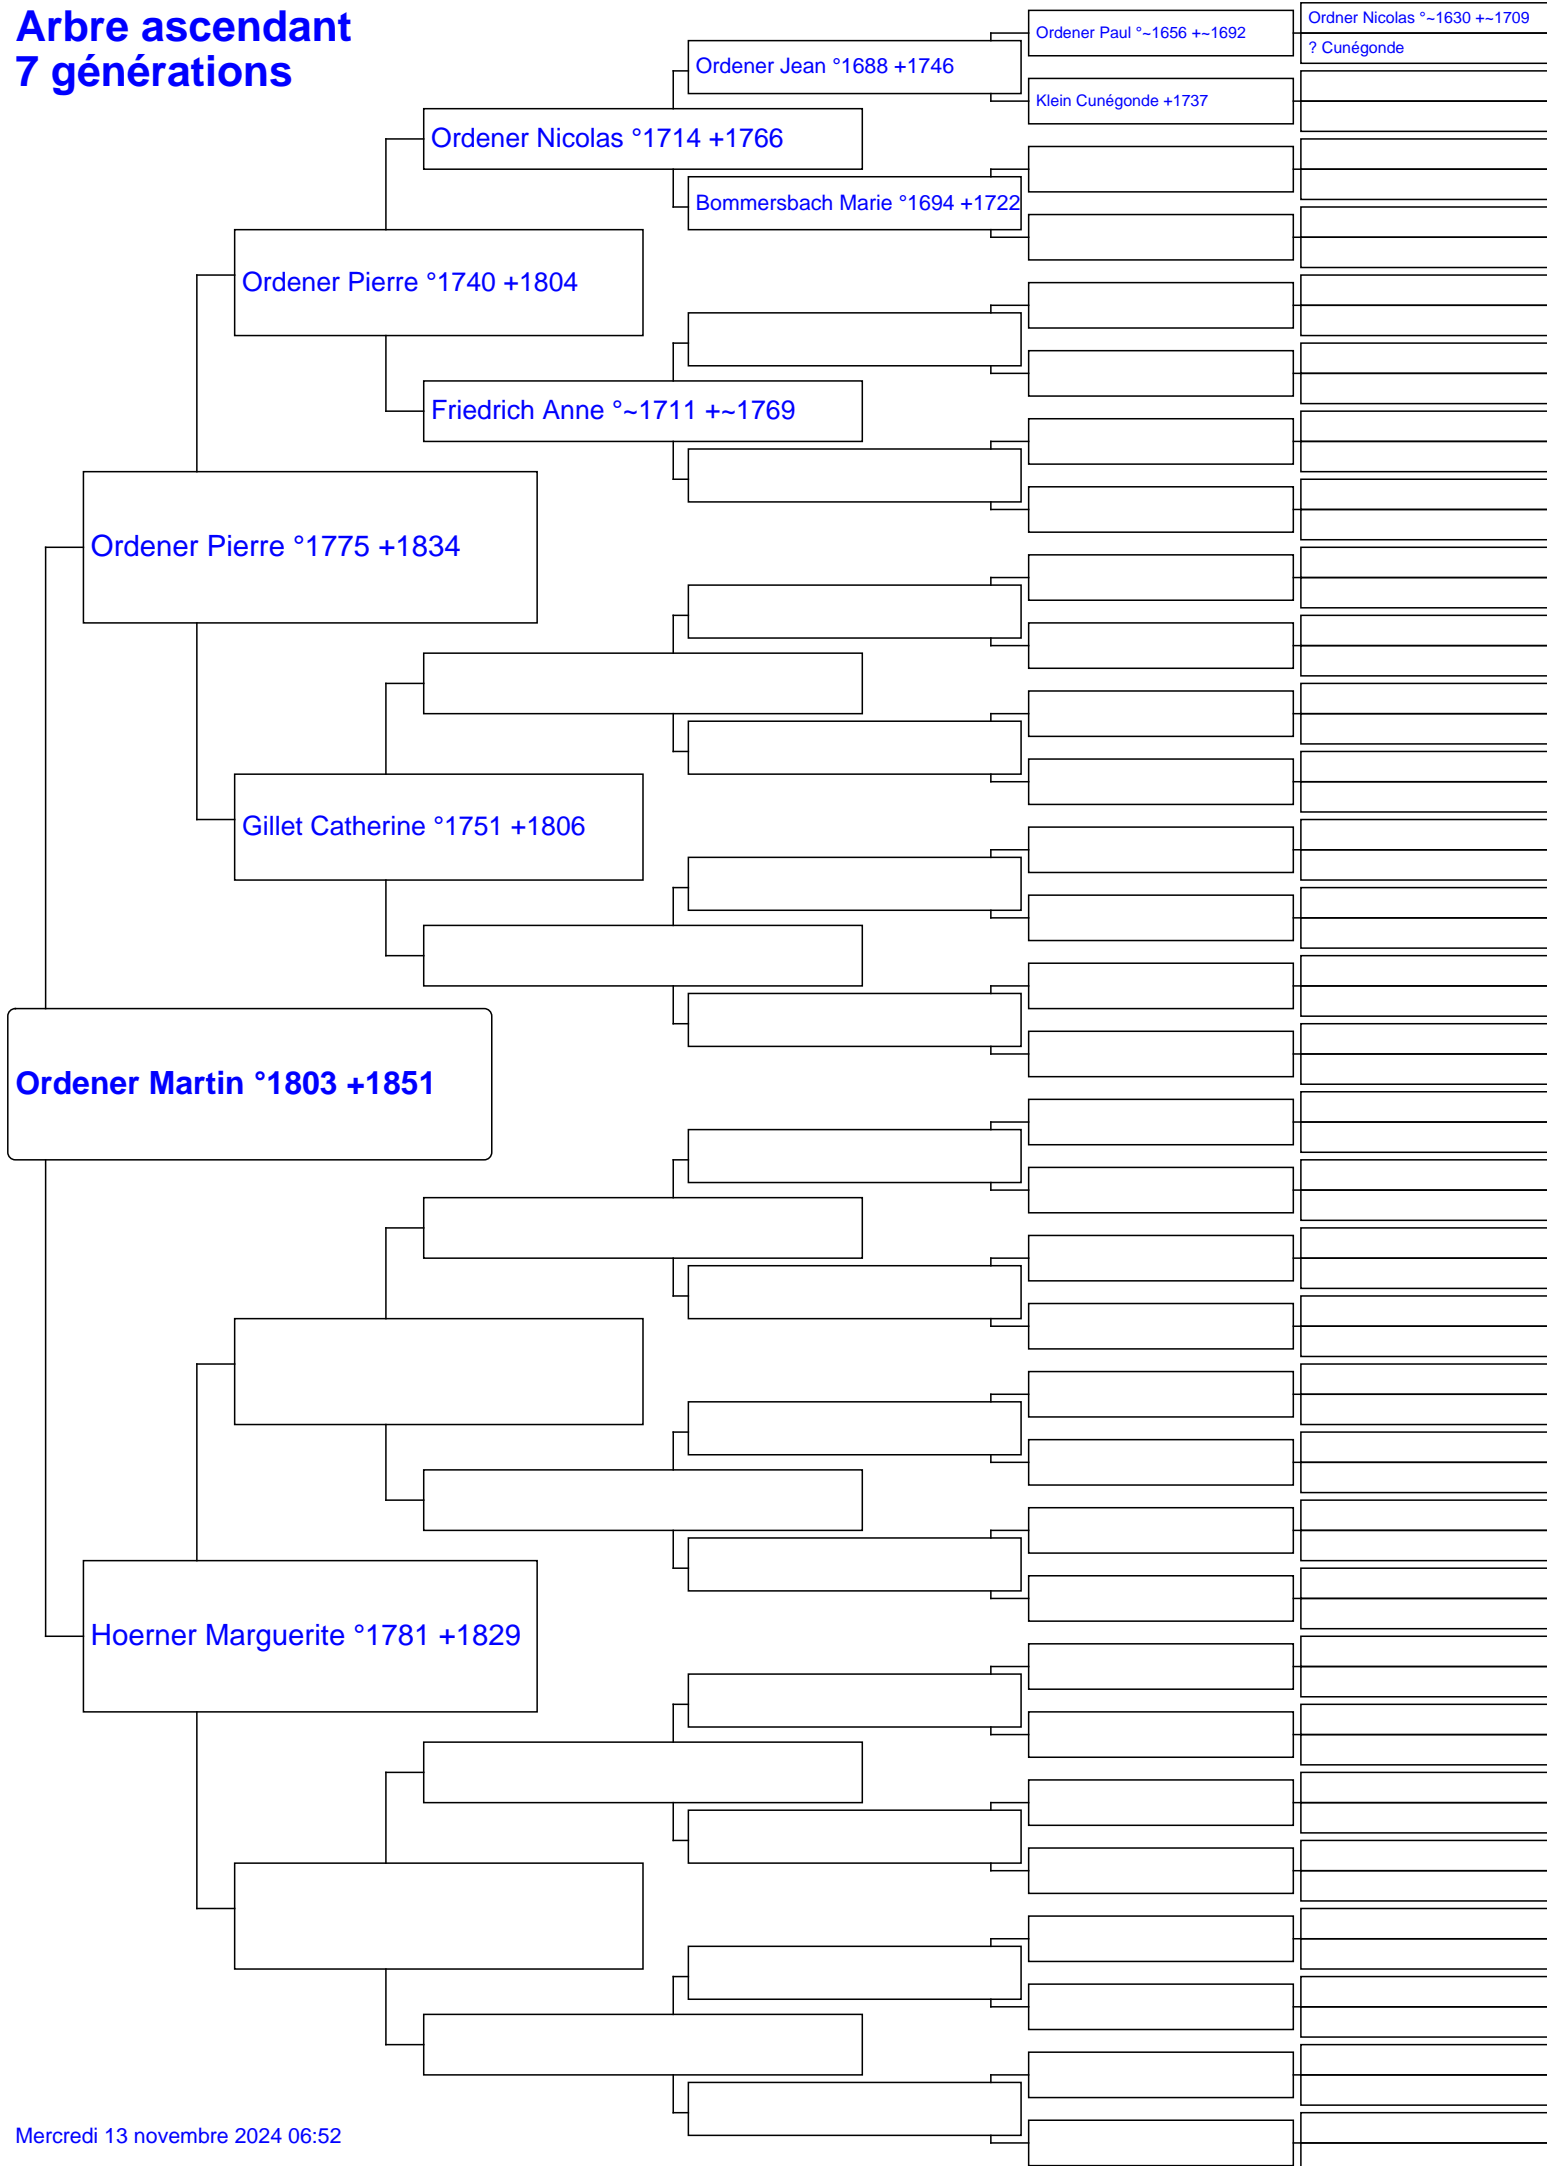 Arbre ascendant
7 générations
Ordner Nicolas °~1630 +~1709
? Cunégonde
Ordener Paul °~1656 +~1692
Klein Cunégonde +1737
Ordener Jean °1688 +1746
Bommersbach Marie °1694 +1722
Ordener Nicolas °1714 +1766
Friedrich Anne °~1711 +~1769
Ordener Pierre °1740 +1804
Gillet Catherine °1751 +1806
Ordener Pierre °1775 +1834
Hoerner Marguerite °1781 +1829
Ordener Martin °1803 +1851
Mercredi 13 novembre 2024 06:52